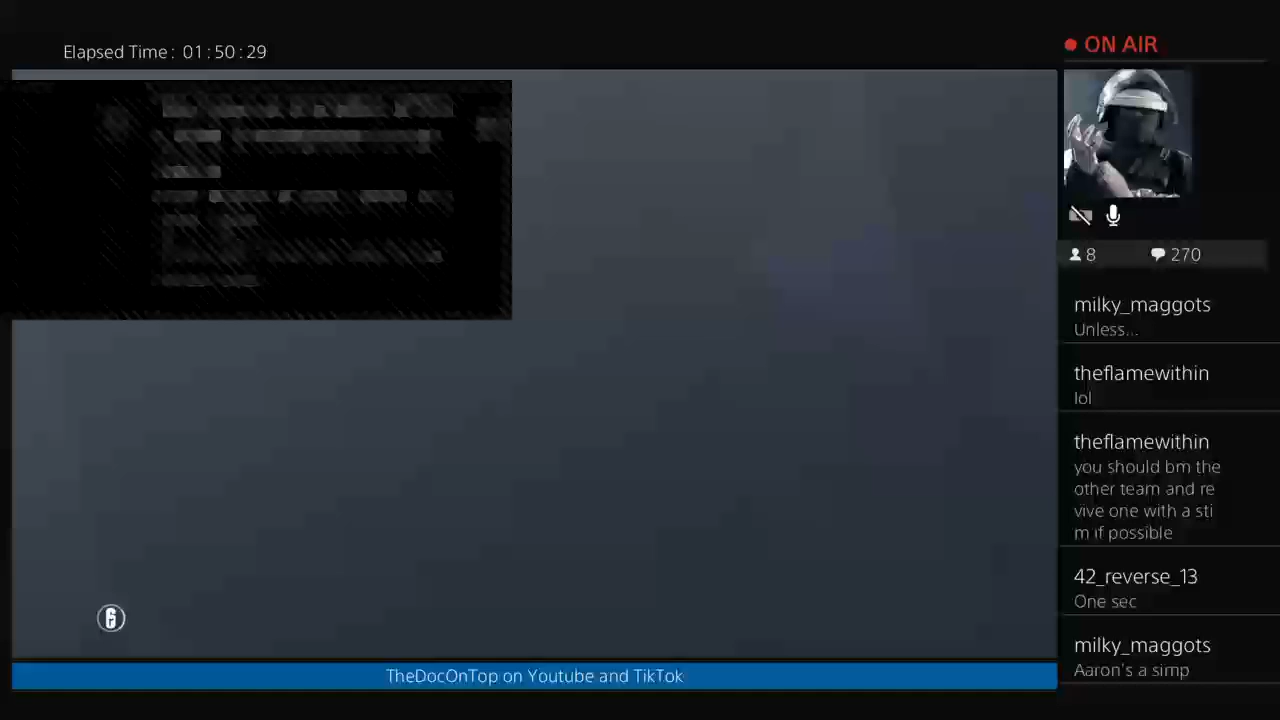 Elapsed Time: 01:50:29
ON AIR
8 270
milky_maggots
Unless...
theflamewithin
lol
theflamewithin
you should bm the
other team and re
vive one with a sti
m if possible
42_reverse_13
One sec
milky_maggots
Aaron's a simp
TheDocOnTop on Youtube and TikTok